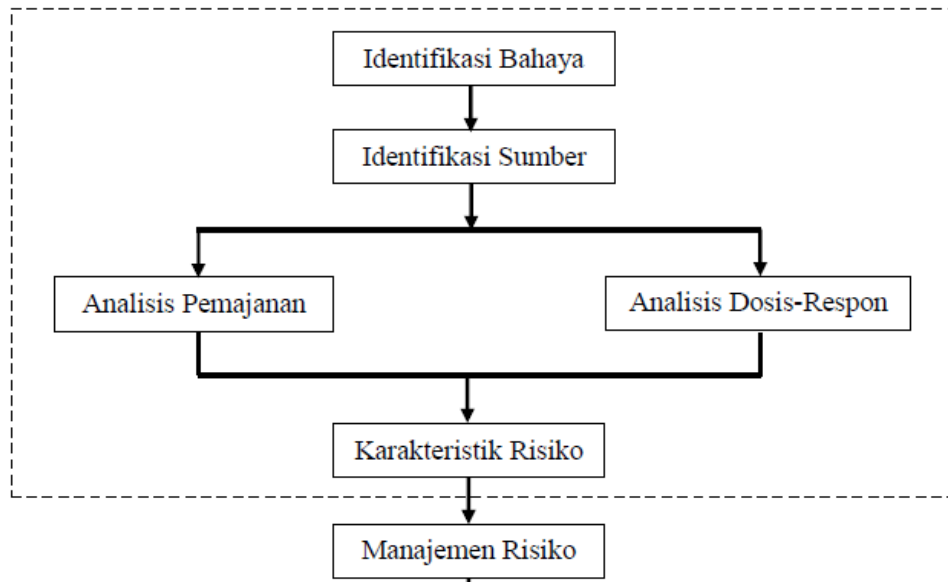 Identifikasi Bahaya
Identifikasi Sumber
Analisis Pemajanan
Analisis Dosis-Respon
Karakteristik Risiko
Manajemen Risiko